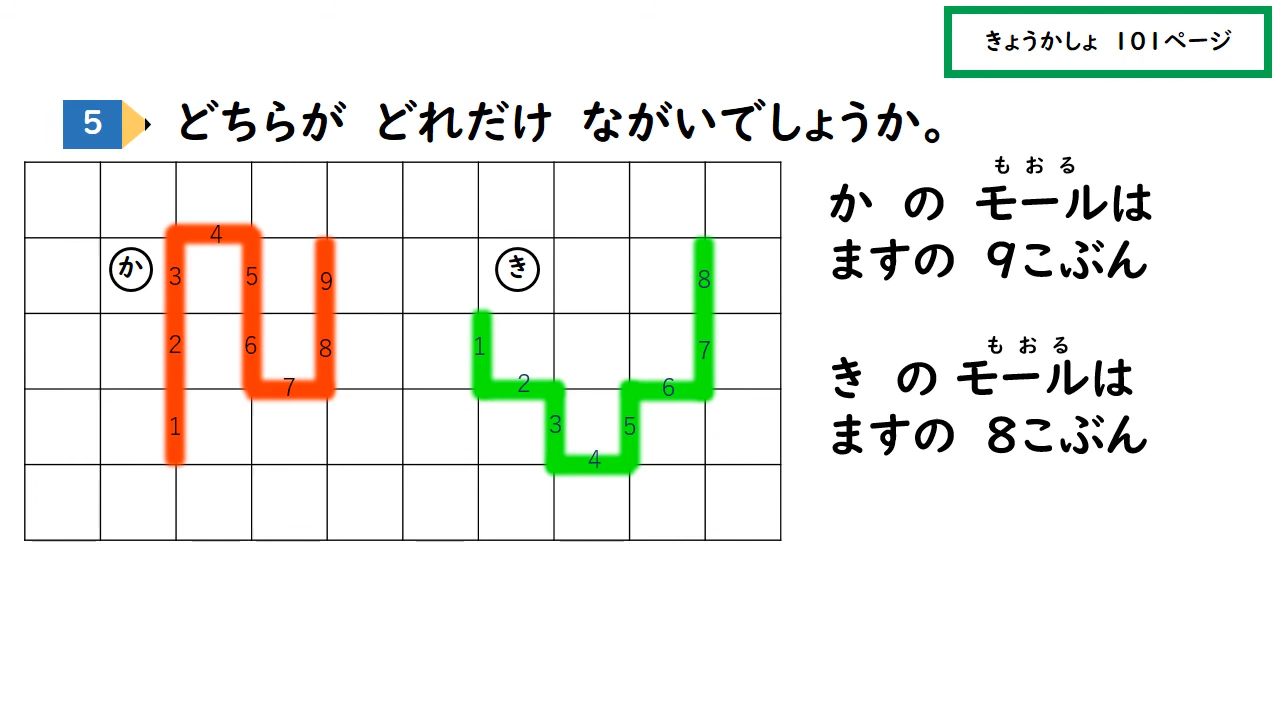 きょうかしょ 101ページ
5 どちらが どれだけ ながいでしょうか。
か
4
3
5
9
2
6
8
7
1
き
8
1
7
2
6
3
5
4
もおる
か の モールは
ますの 9こぶん
もおる
き の モールは
ますの 8こぶん